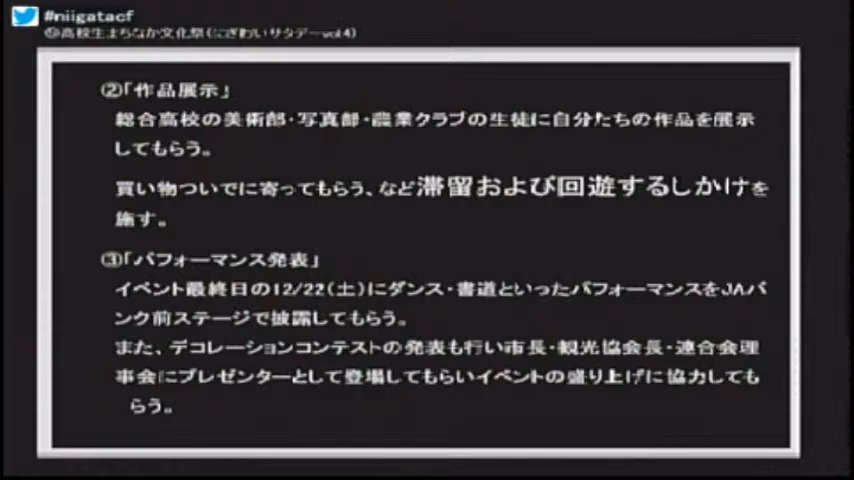 #niigatacf
⑲高校生まちなか文化祭(にぎわいサタデーvol.4)
②「作品展示」
総合高校の美術部・写真部・農業クラブの生徒に自分たちの作品を展示
してもらう。
買い物ついでに寄ってもらう、など滞留および回遊するしかけを
施す。
③「パフォーマンス発表」
イベント最終日の12/22(土)にダンス・書道といったパフォーマンスをJAバ
ンク前ステージで披露してもらう。
また、デコレーションコンテストの発表も行い市長・観光協会長・連合会理
事会にプレゼンターとして登場してもらいイベントの盛り上げに協力しても
らう。